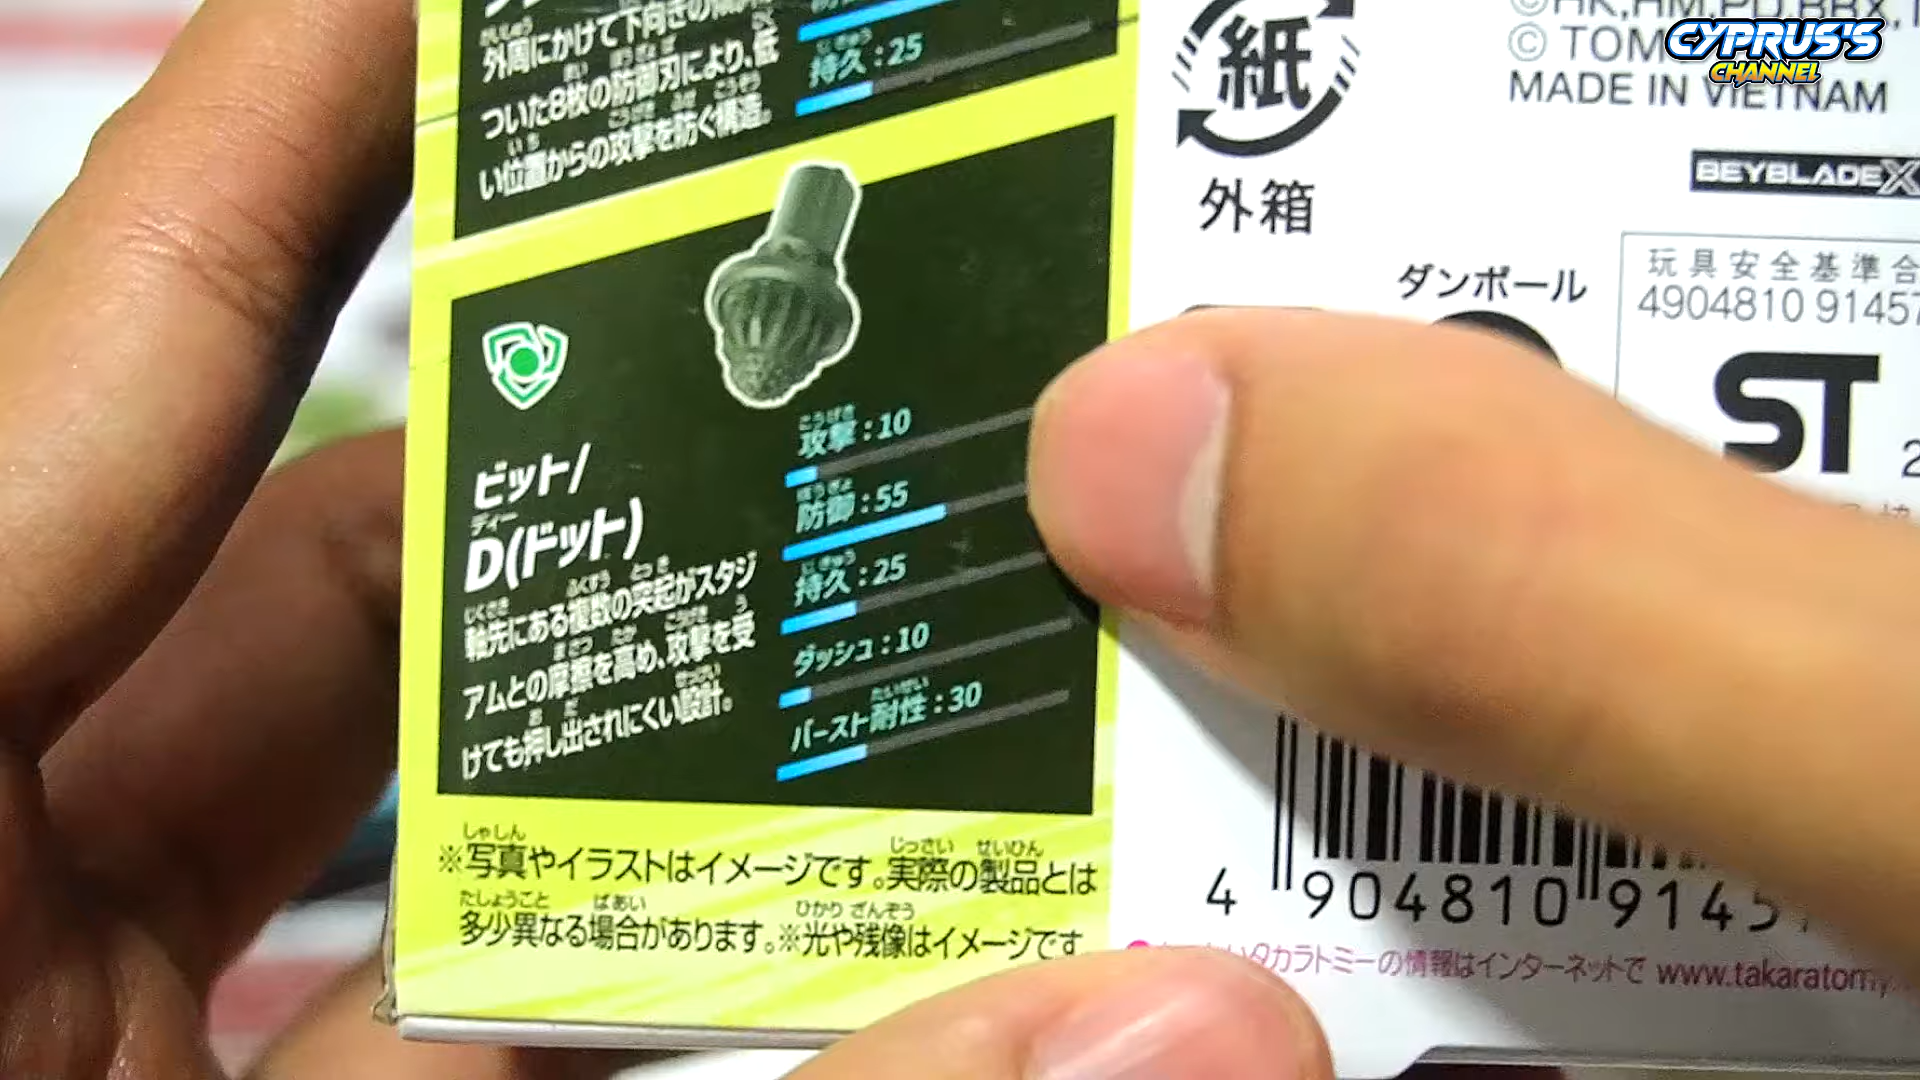 外周にかけて下向きの
ついた8枚の防御刃により、低
い位置からの攻撃を防ぐ構造。
持久:25
ビット/
D(ドット)
ディー
軸先にある複数の突起がスタジ
アムとの摩擦を高め、攻撃を受
けても押し出されにくい設計。
攻撃:10
防御:55
持久:25
ダッシュ:10
バースト耐性:30
※写真やイラストはイメージです。実際の製品とは
多少異なる場合があります。※光や残像はイメージです
紙
外箱
ダンボール
©HK,HM,PD,BBX,T
© TOM
MADE IN VIETNAM
BEYBLADE X
玩具安全基準合
4904810 91457
ST
4 904810 9145
タカラトミーの情報はインターネットで www.takaratomy
CYPRUS'S
CHANNEL